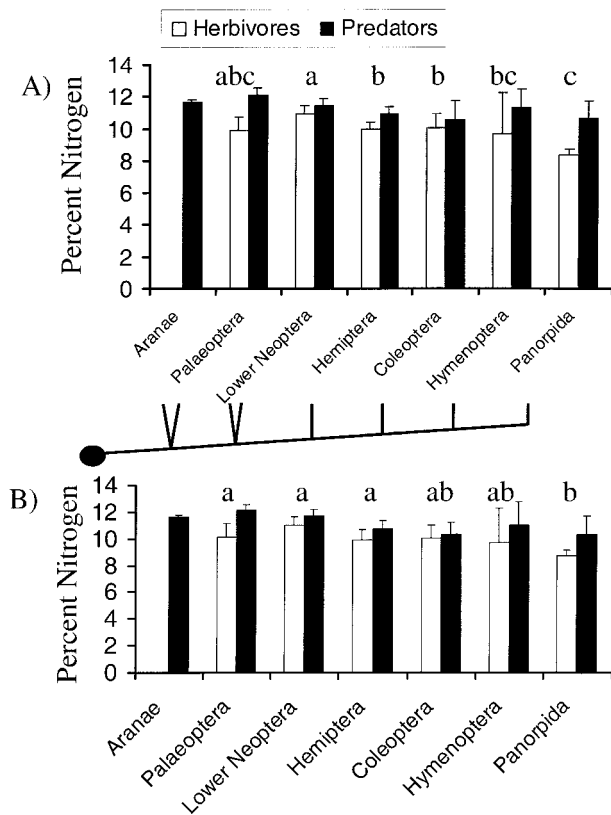 Herbivores Predators
A)
abc a b b bc c
Percent Nitrogen
14
12
10
8
6
4
2
0
Aranae
Palaeoptera
Lower Neoptera
Hemiptera
Coleoptera
Hymenoptera
Panorpida
B)
a a a ab ab b
Percent Nitrogen
14
12
10
8
6
4
2
0
Aranae
Palaeoptera
Lower Neoptera
Hemiptera
Coleoptera
Hymenoptera
Panorpida